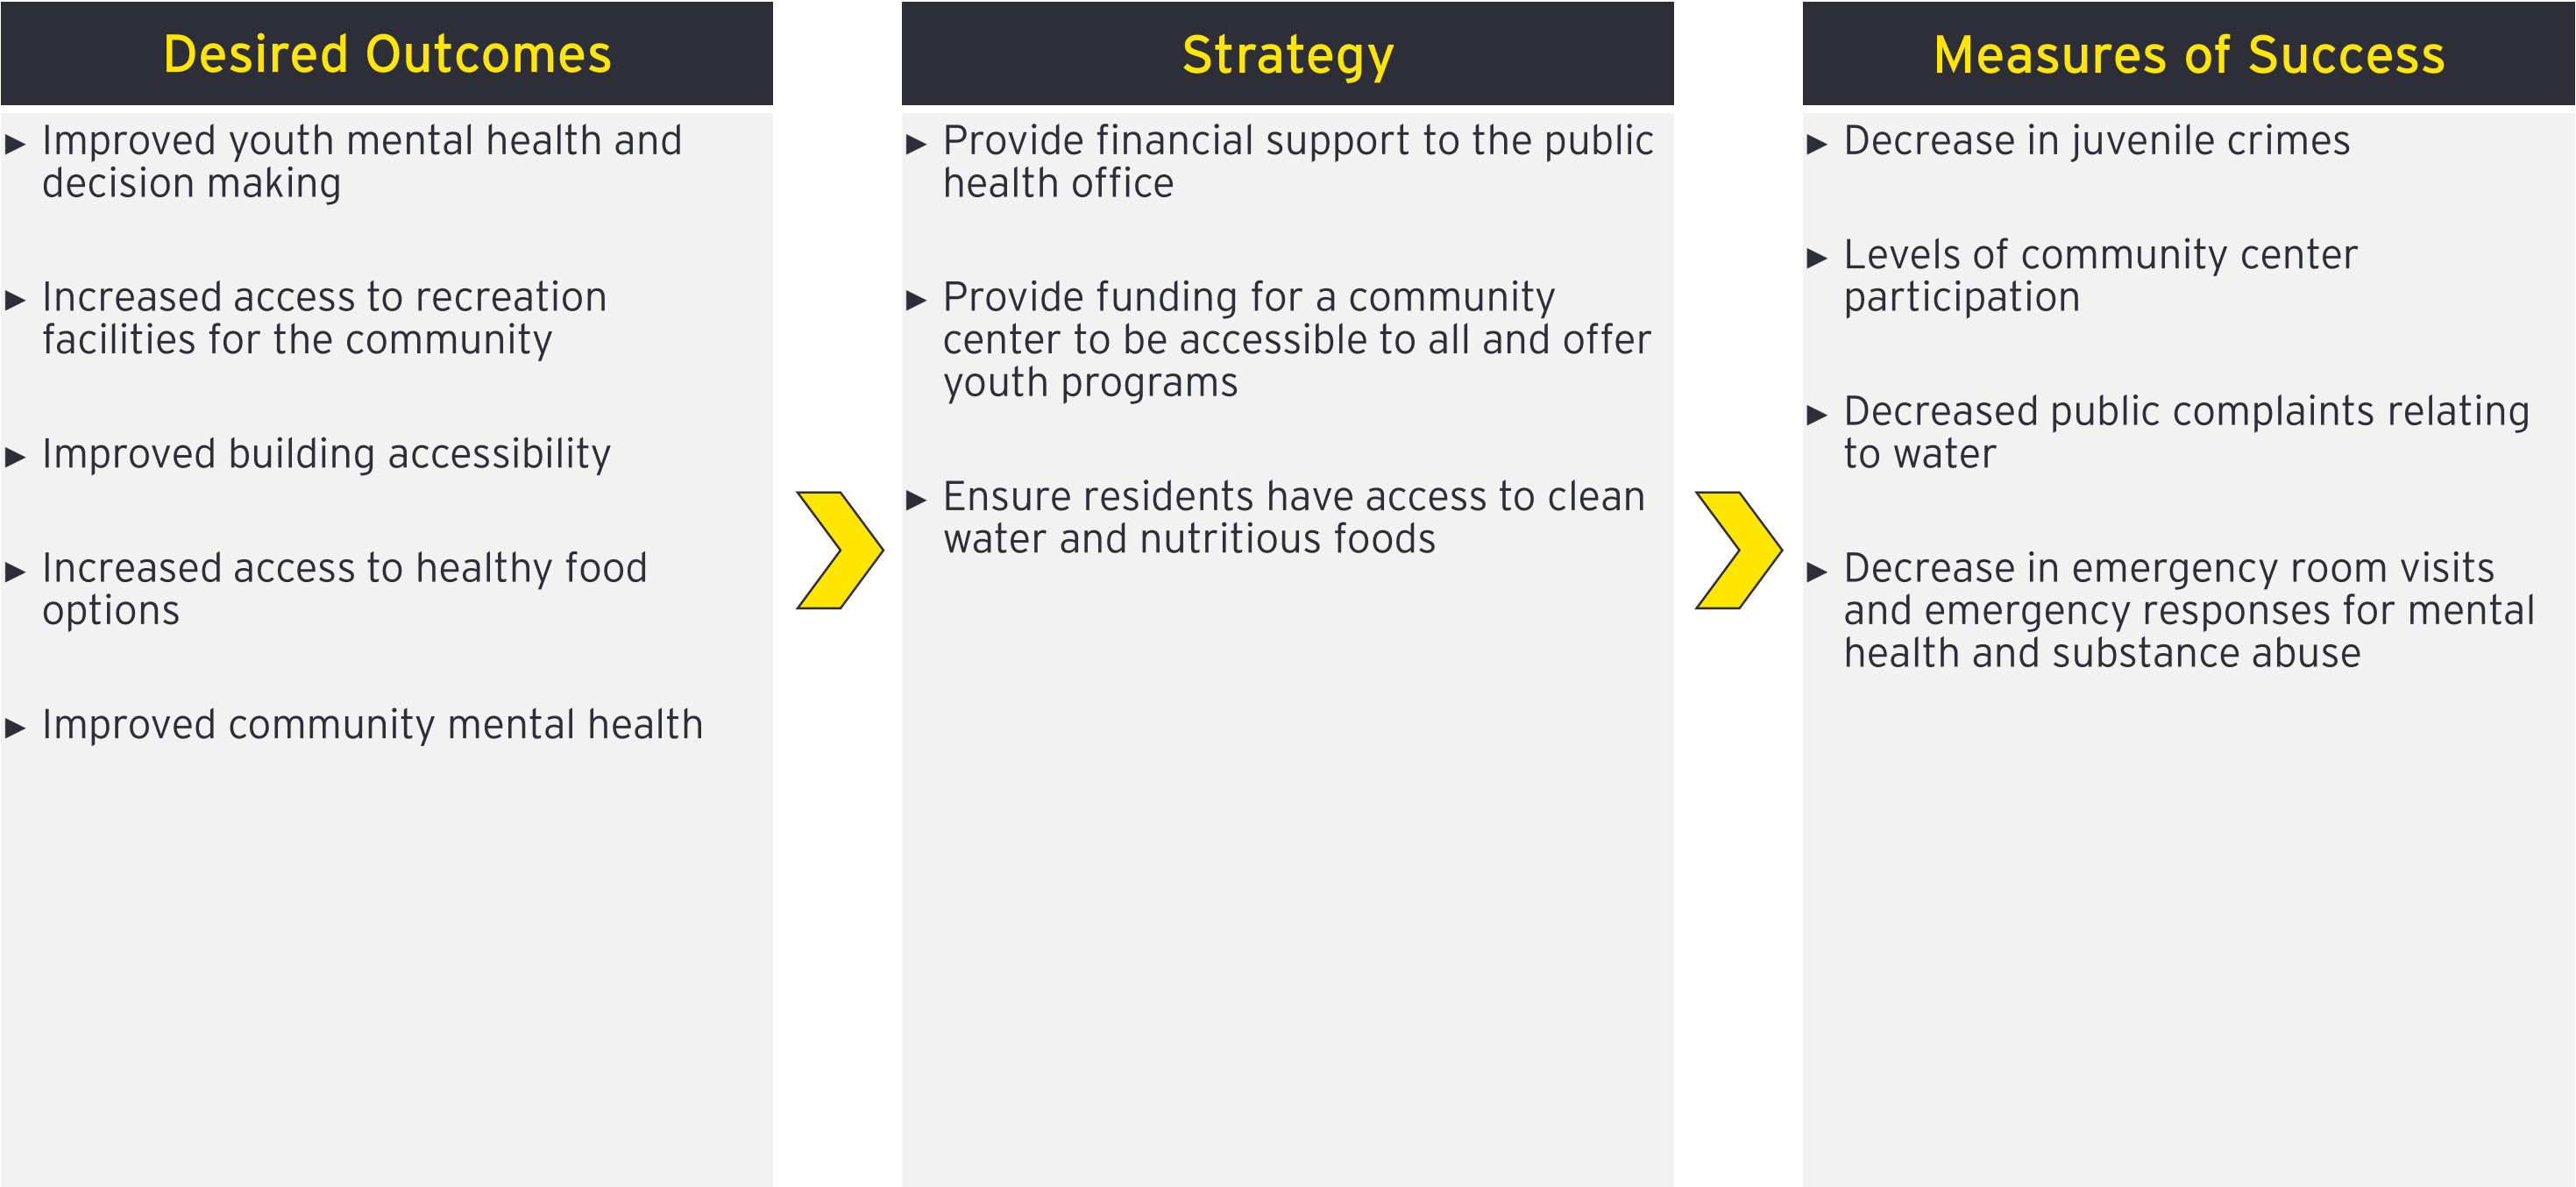 Desired Outcomes
► Improved youth mental health and
decision making
► Increased access to recreation
facilities for the community
► Improved building accessibility
► Increased access to healthy food
options
► Improved community mental health
Strategy
► Provide financial support to the public
health office
► Provide funding for a community
center to be accessible to all and offer
youth programs
► Ensure residents have access to clean
water and nutritious foods
Measures of Success
► Decrease in juvenile crimes
► Levels of community center
participation
► Decreased public complaints relating
to water
► Decrease in emergency room visits
and emergency responses for mental
health and substance abuse